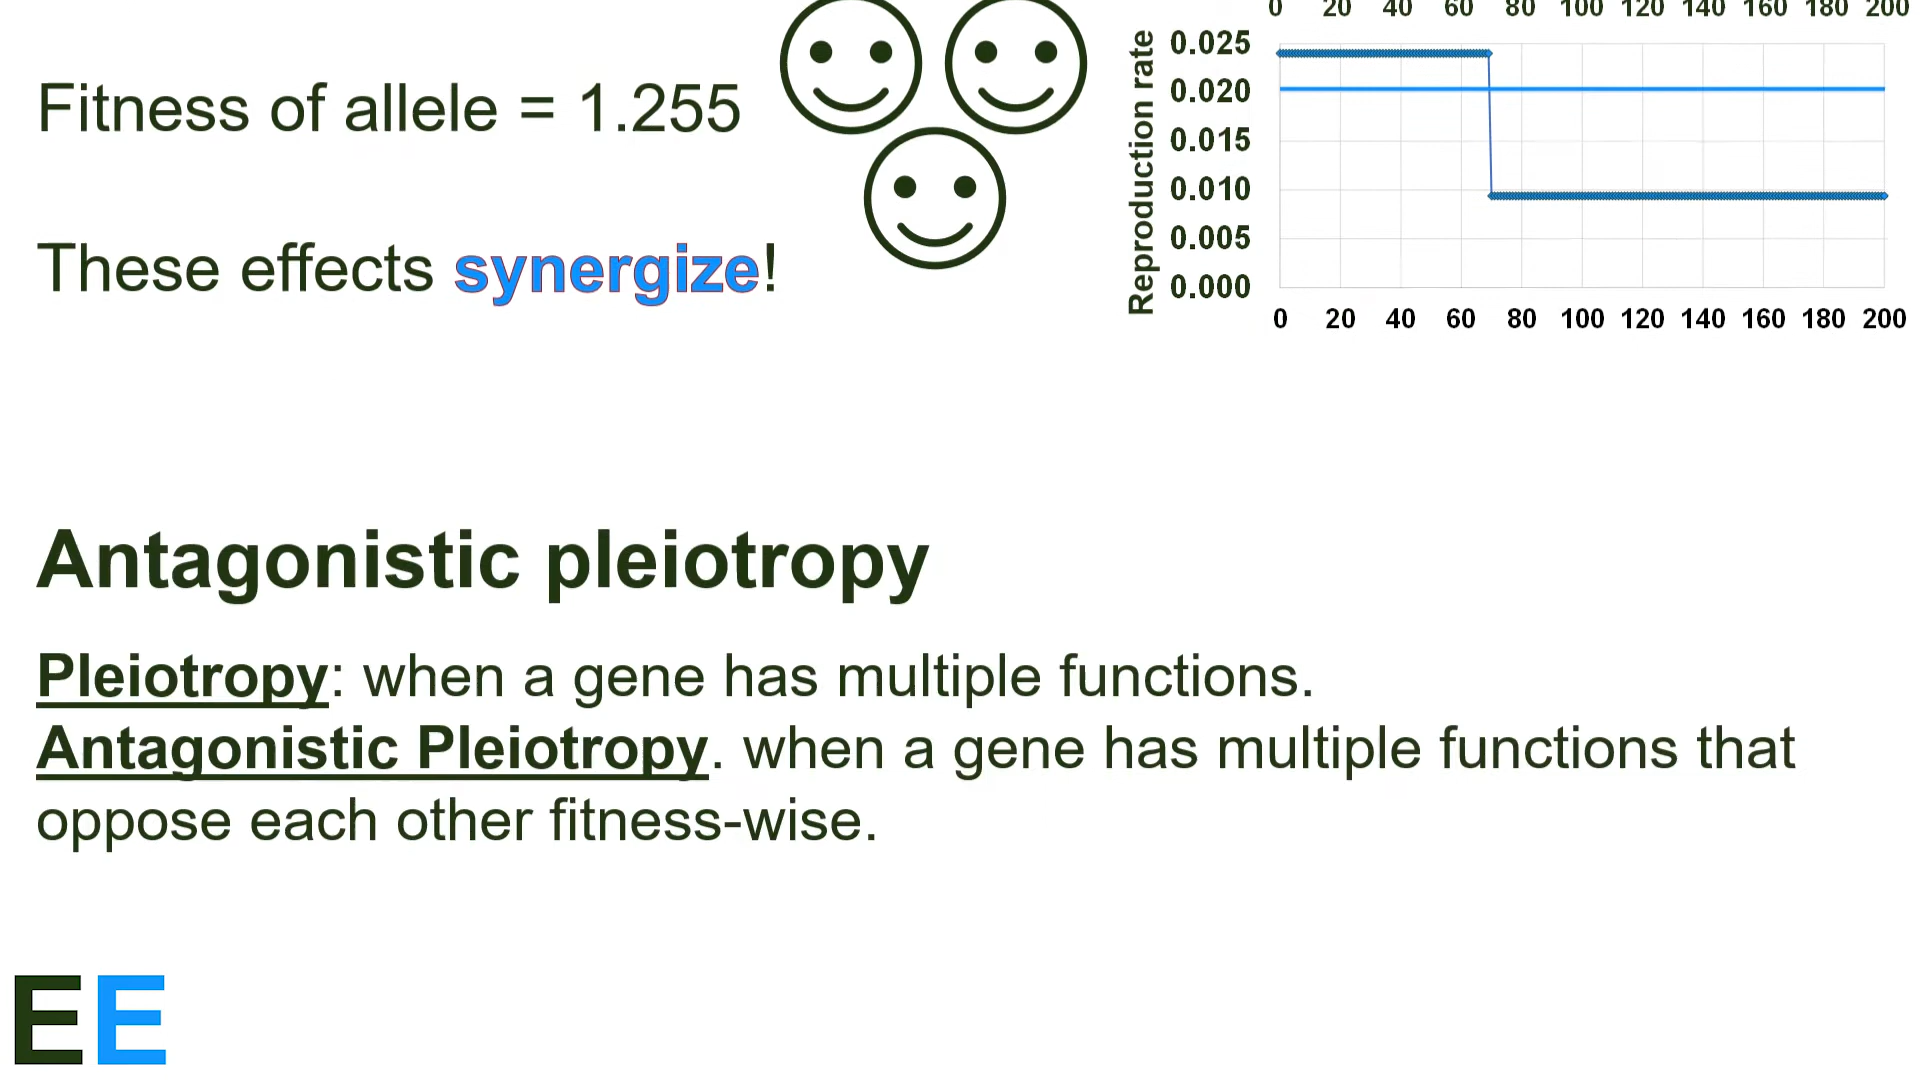 0 20 40 60 80 100 120 140 160 180 200
Fitness of allele = 1.255
These effects synergize!
Reproduction rate
0.025
0.020
0.015
0.010
0.005
0.000
0 20 40 60 80 100 120 140 160 180 200
Antagonistic pleiotropy
Pleiotropy: when a gene has multiple functions.
Antagonistic Pleiotropy. when a gene has multiple functions that
oppose each other fitness-wise.
EE